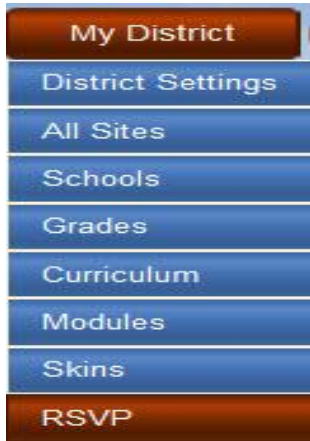 My District
District Settings
All Sites
Schools
Grades
Curriculum
Modules
Skins
RSVP